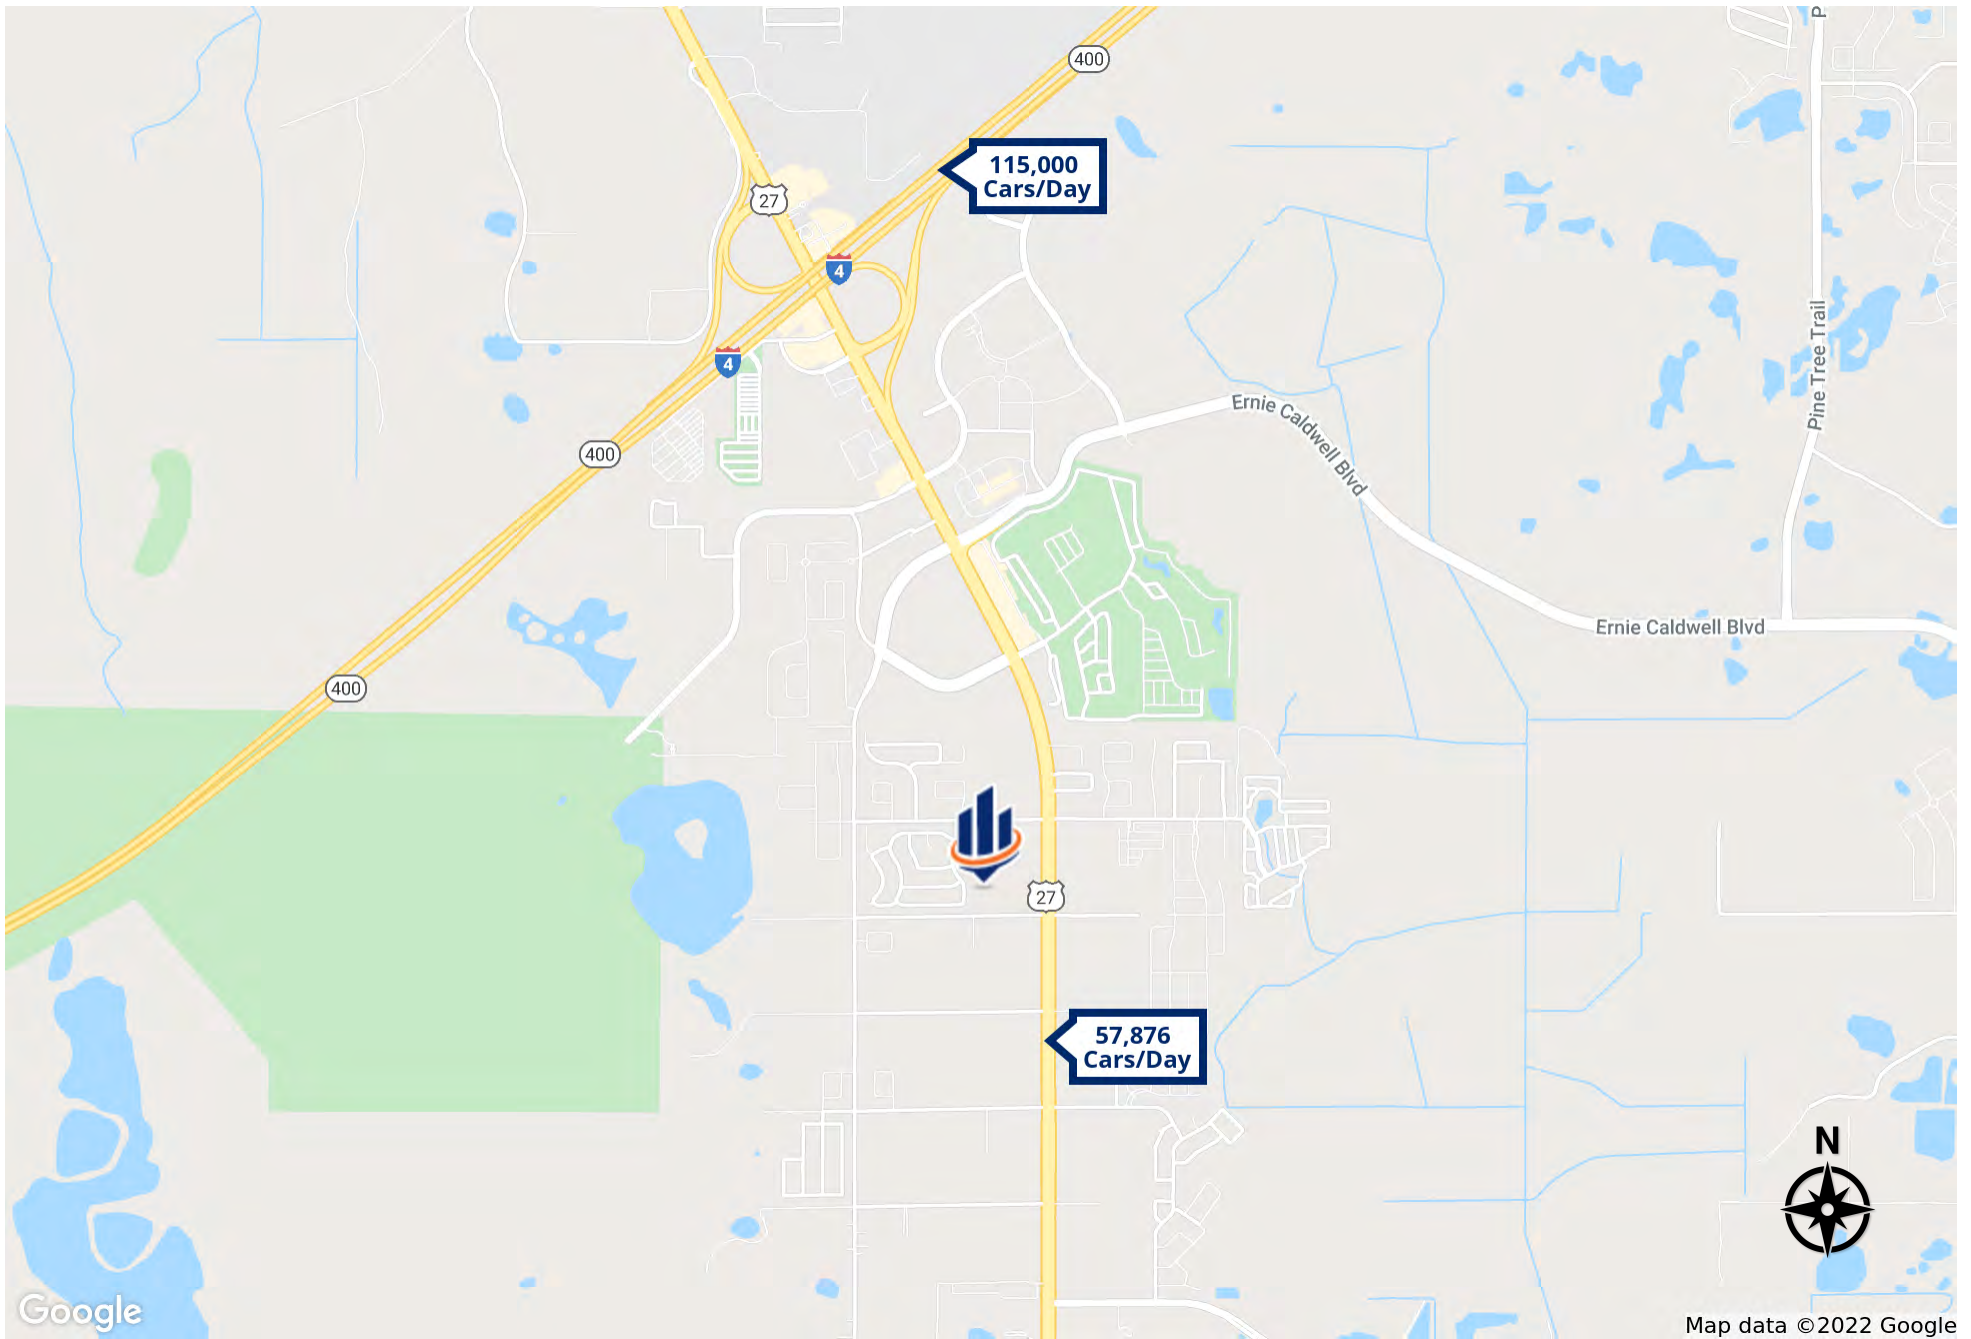 P
400
115,000
Cars/Day
27
4
4
Pine Tree Trail
Ernie Caldwell Blvd
400
Ernie Caldwell Blvd
400
27
57,876
Cars/Day
N
Google
Map data ©2022 Google